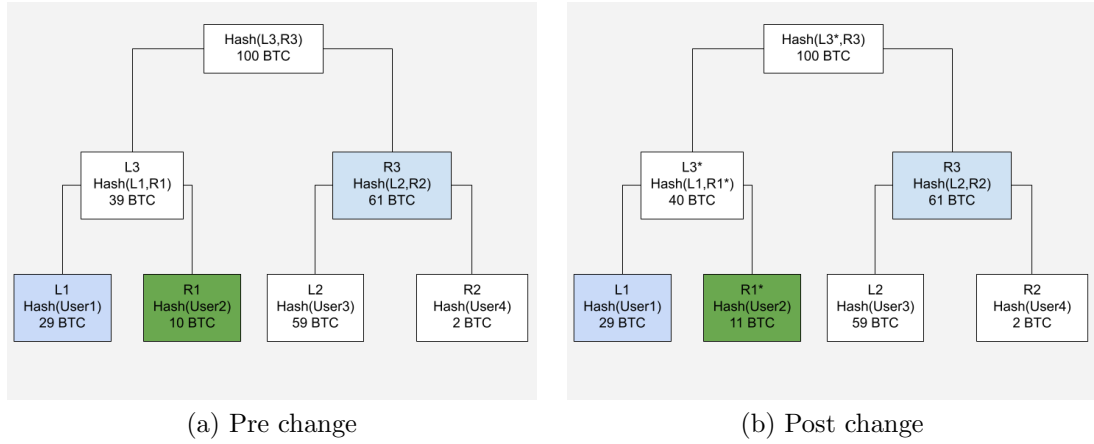 Hash(L3,R3)
100 BTC
L3
Hash(L1,R1)
39 BTC
R3
Hash(L2,R2)
61 BTC
L1
Hash(User1)
29 BTC
R1
Hash(User2)
10 BTC
L2
Hash(User3)
59 BTC
R2
Hash(User4)
2 BTC
(a) Pre change
Hash(L3*,R3)
100 BTC
L3*
Hash(L1,R1*)
40 BTC
R3
Hash(L2,R2)
61 BTC
L1
Hash(User1)
29 BTC
R1*
Hash(User2)
11 BTC
L2
Hash(User3)
59 BTC
R2
Hash(User4)
2 BTC
(b) Post change